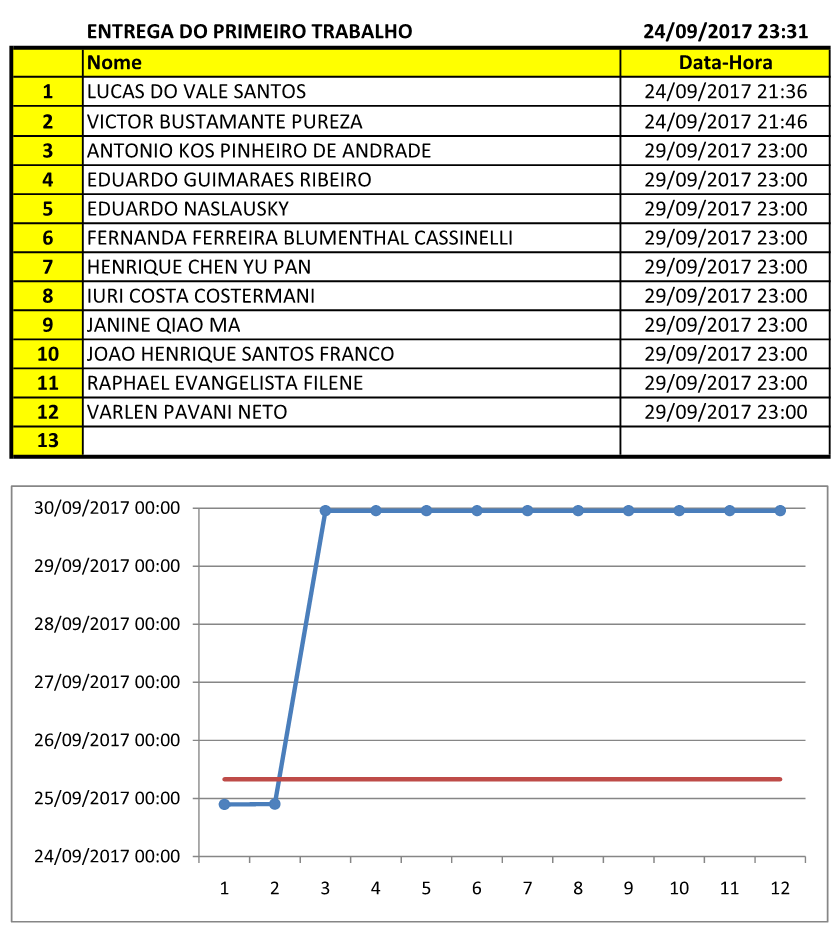 ENTREGA DO PRIMEIRO TRABALHO 24/09/2017 23:31
Nome Data-Hora
1 LUCAS DO VALE SANTOS 24/09/2017 21:36
2 VICTOR BUSTAMANTE PUREZA 24/09/2017 21:46
3 ANTONIO KOS PINHEIRO DE ANDRADE 29/09/2017 23:00
4 EDUARDO GUIMARAES RIBEIRO 29/09/2017 23:00
5 EDUARDO NASLAUSKY 29/09/2017 23:00
6 FERNANDA FERREIRA BLUMENTHAL CASSINELLI 29/09/2017 23:00
7 HENRIQUE CHEN YU PAN 29/09/2017 23:00
8 IURI COSTA COSTERMANI 29/09/2017 23:00
9 JANINE QIAO MA 29/09/2017 23:00
10 JOAO HENRIQUE SANTOS FRANCO 29/09/2017 23:00
11 RAPHAEL EVANGELISTA FILENE 29/09/2017 23:00
12 VARLEN PAVANI NETO 29/09/2017 23:00
13
30/09/2017 00:00
29/09/2017 00:00
28/09/2017 00:00
27/09/2017 00:00
26/09/2017 00:00
25/09/2017 00:00
24/09/2017 00:00
1 2 3 4 5 6 7 8 9 10 11 12